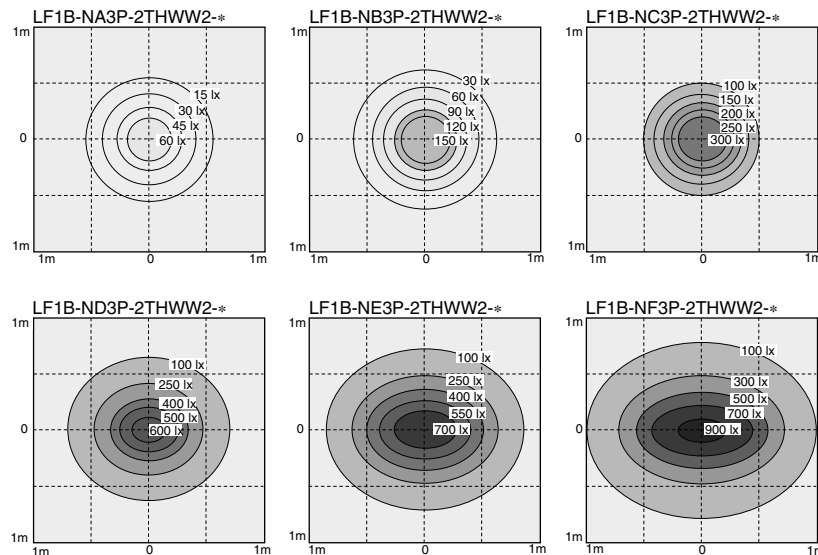 LF1B-NA3P-2THWW2-*
1m
15 lx
30 lx
45 lx
0
60 lx
1m
1m
0
1m
LF1B-NB3P-2THWW2-*
1m
30 lx
60 lx
90 lx
120 lx
0
150 lx
1m
1m
0
1m
LF1B-NC3P-2THWW2-*
1m
100 lx
150 lx
200 lx
250 lx
0
300 lx
1m
1m
0
1m
LF1B-ND3P-2THWW2-*
1m
100 lx
250 lx
400 lx
500 lx
0
600 lx
1m
1m
0
1m
LF1B-NE3P-2THWW2-*
1m
100 lx
250 lx
400 lx
550 lx
0
700 lx
1m
1m
0
1m
LF1B-NF3P-2THWW2-*
1m
100 lx
300 lx
500 lx
700 lx
0
900 lx
1m
1m
0
1m